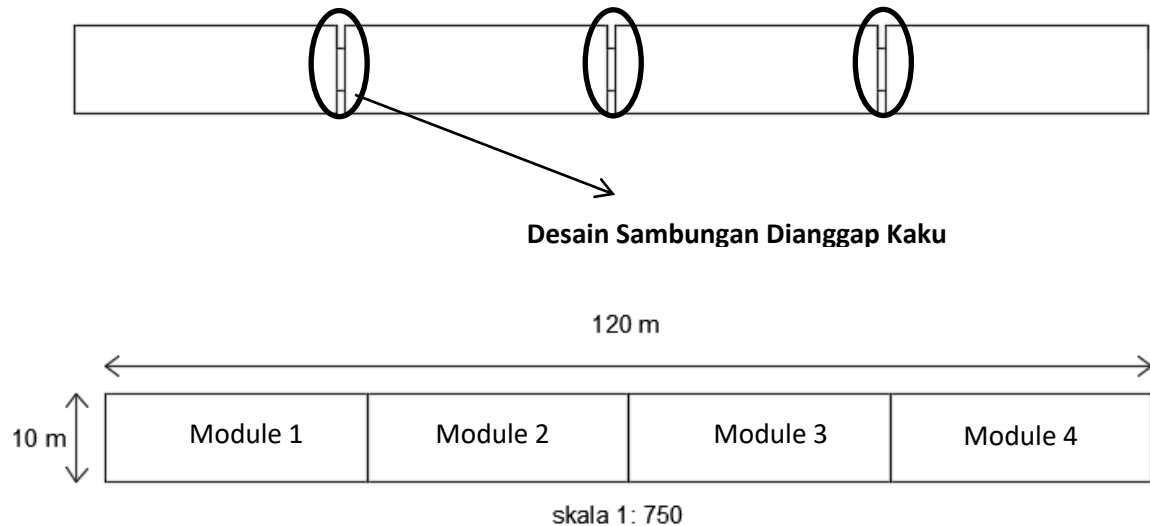 Desain Sambungan Dianggap Kaku
120 m
10 m
Module 1
Module 2
Module 3
Module 4
skala 1: 750